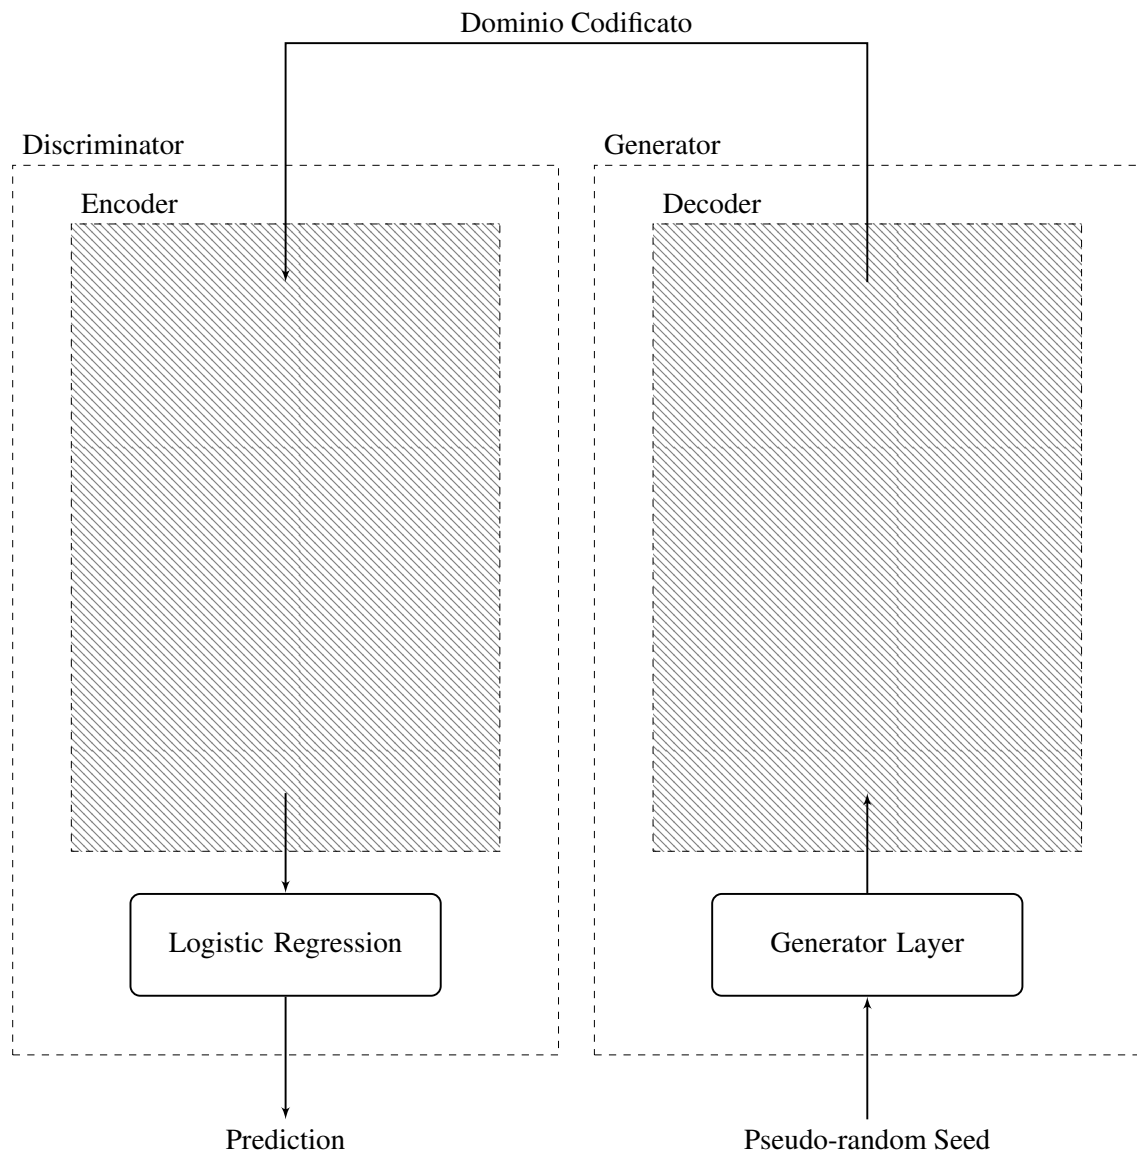 Dominio Codificato
Discriminator
Generator
Encoder
Decoder
Logistic Regression
Generator Layer
Prediction
Pseudo-random Seed